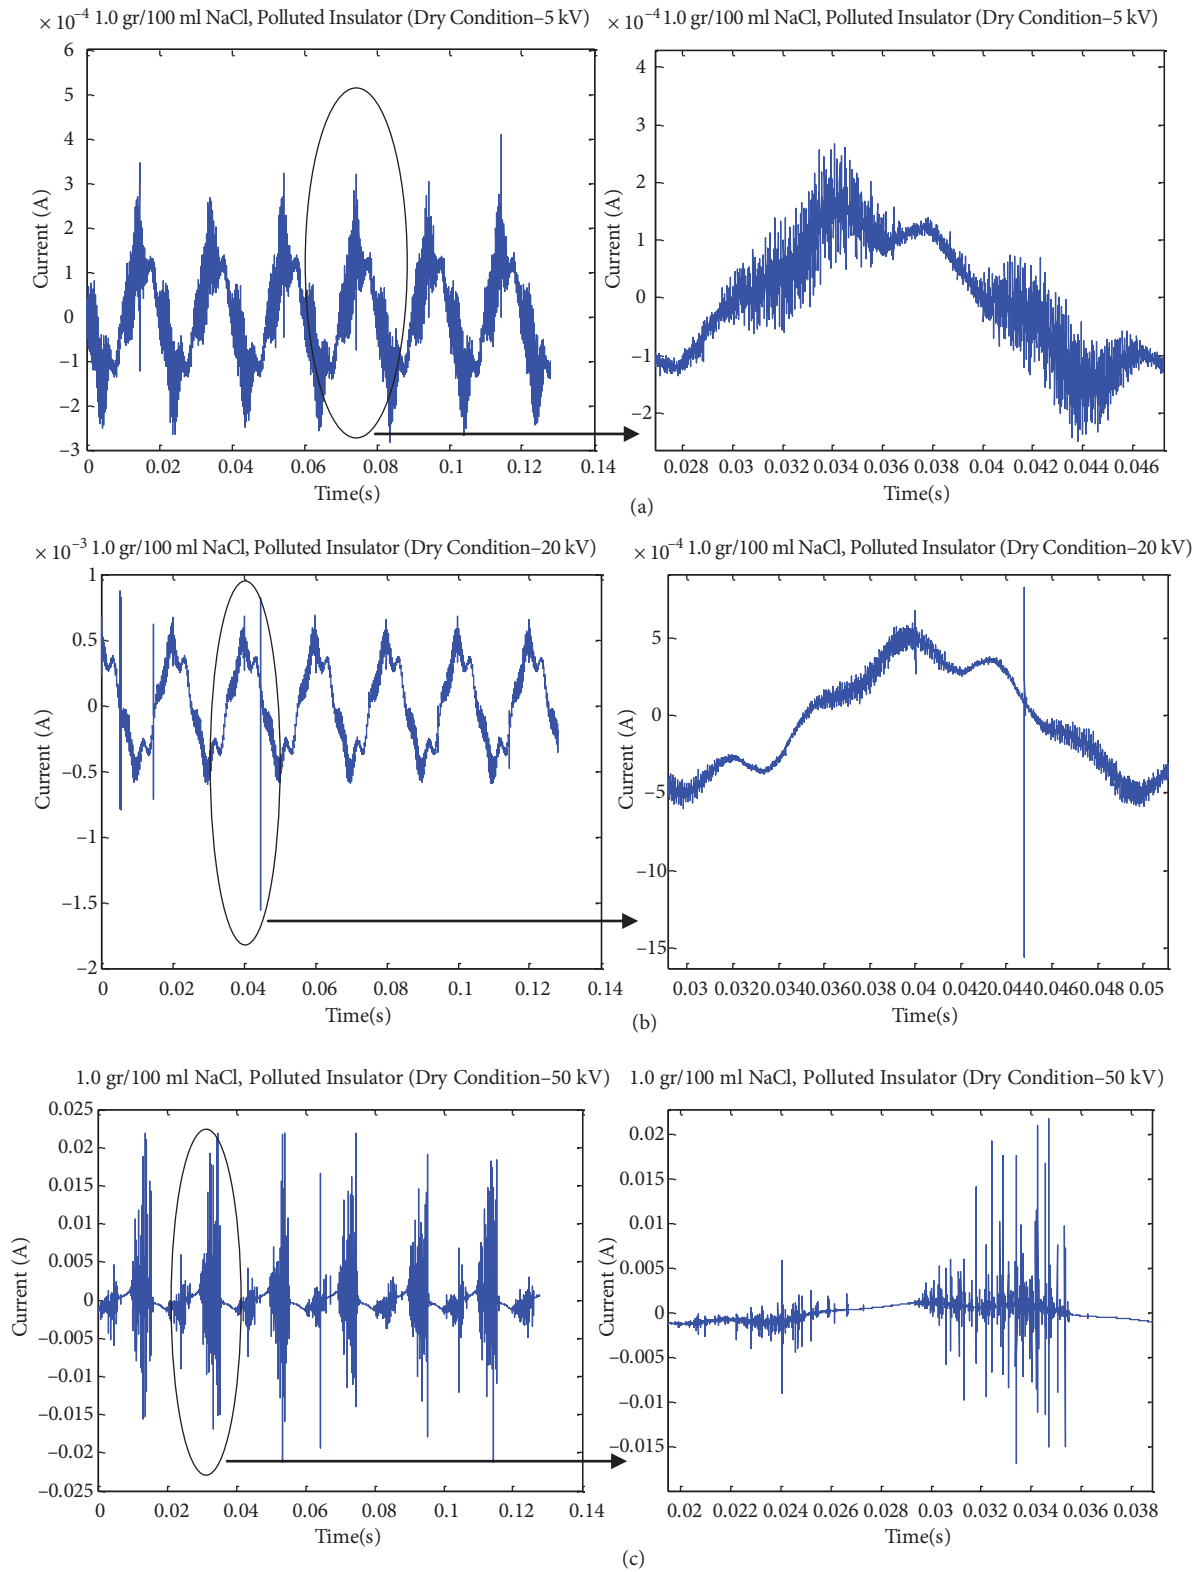 × 10⁻⁴ 1.0 gr/100 ml NaCl, Polluted Insulator (Dry Condition–5 kV)
6
5
4
3
2
1
0
−1
−2
−3
Current (A)
0 0.02 0.04 0.06 0.08 0.1 0.12 0.14
Time(s)
× 10⁻⁴ 1.0 gr/100 ml NaCl, Polluted Insulator (Dry Condition–5 kV)
4
3
2
1
0
−1
−2
Current (A)
0.028 0.03 0.032 0.034 0.036 0.038 0.04 0.042 0.044 0.046
Time(s)
(a)
× 10⁻³ 1.0 gr/100 ml NaCl, Polluted Insulator (Dry Condition–20 kV)
1
0.5
0
−0.5
−1
−1.5
−2
Current (A)
0 0.02 0.04 0.06 0.08 0.1 0.12 0.14
Time(s)
× 10⁻⁴ 1.0 gr/100 ml NaCl, Polluted Insulator (Dry Condition–20 kV)
5
0
−5
−10
−15
Current (A)
0.03 0.032 0.034 0.036 0.038 0.04 0.042 0.044 0.046 0.048 0.05
Time(s)
(b)
1.0 gr/100 ml NaCl, Polluted Insulator (Dry Condition–50 kV)
0.025
0.02
0.015
0.01
0.005
0
−0.005
−0.01
−0.015
−0.02
−0.025
Current (A)
0 0.02 0.04 0.06 0.08 0.1 0.12 0.14
Time(s)
1.0 gr/100 ml NaCl, Polluted Insulator (Dry Condition–50 kV)
0.02
0.015
0.01
0.005
0
−0.005
−0.01
−0.015
Current (A)
0.02 0.022 0.024 0.026 0.028 0.03 0.032 0.034 0.036 0.038
Time(s)
(c)